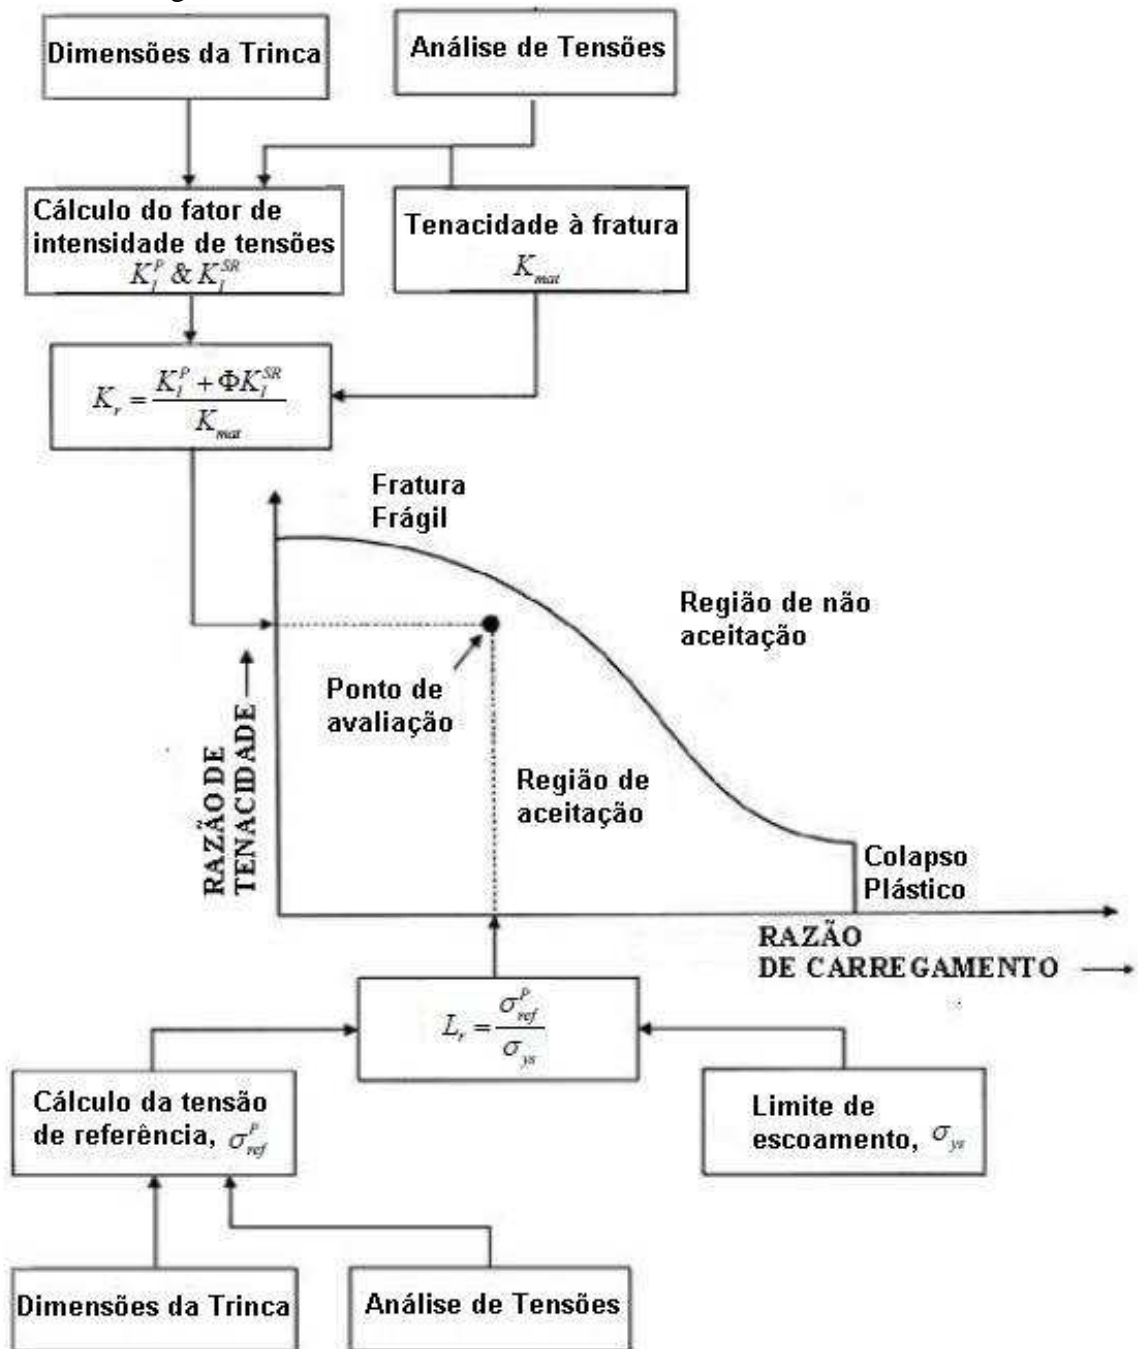 Dimensões da Trinca
Análise de Tensões
Cálculo do fator de
intensidade de tensões
K_I^P & K_I^SR
Tenacidade à fratura
K_mat
K_r = (K_I^P + ΦK_I^SR) / K_mat
Fratura
Frágil
Região de não
aceitação
Ponto de
avaliação
Região de
aceitação
RAZÃO DE
TENACIDADE
Colapso
Plástico
RAZÃO
DE CARREGAMENTO
L_r = σ_ref^P / σ_ys
Cálculo da tensão
de referência, σ_ref^P
Limite de
escoamento, σ_ys
Dimensões da Trinca
Análise de Tensões